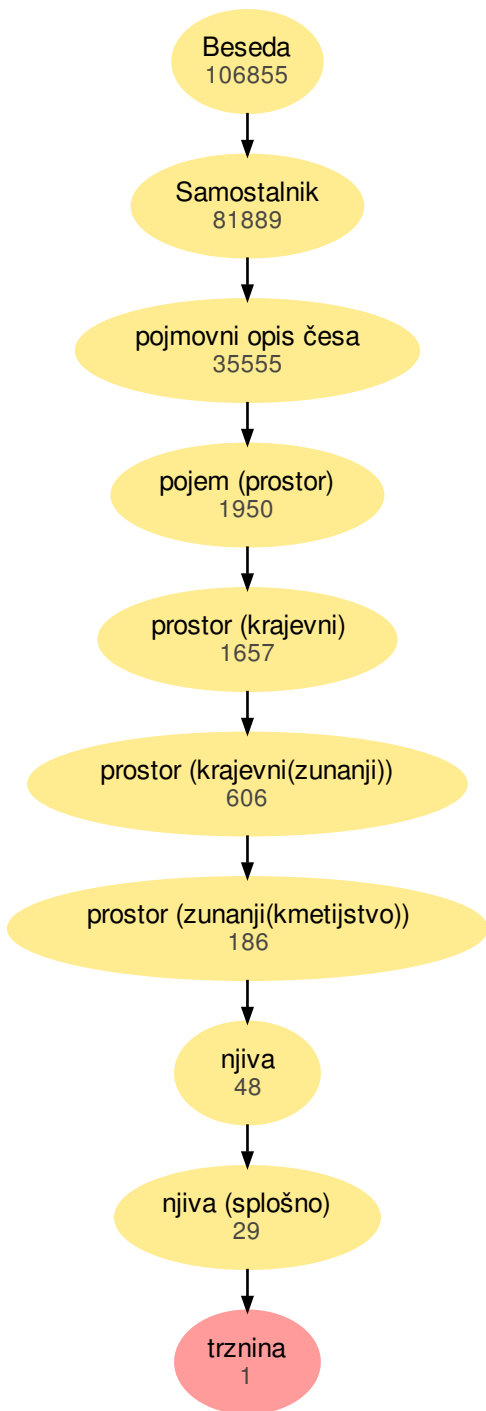 Beseda
106855
Samostalnik
81889
pojmovni opis česa
35555
pojem (prostor)
1950
prostor (krajevni)
1657
prostor (krajevni(zunanji))
606
prostor (zunanji(kmetijstvo))
186
njiva
48
njiva (splošno)
29
trznina
1